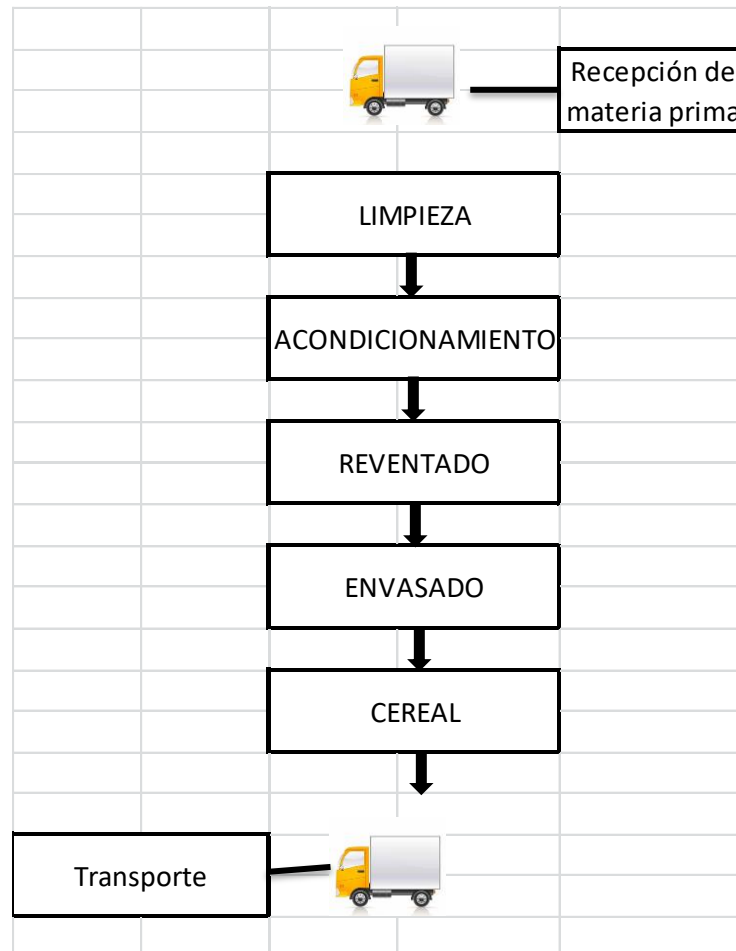 Recepción de
materia prima
LIMPIEZA
ACONDICIONAMIENTO
REVENTADO
ENVASADO
CEREAL
Transporte